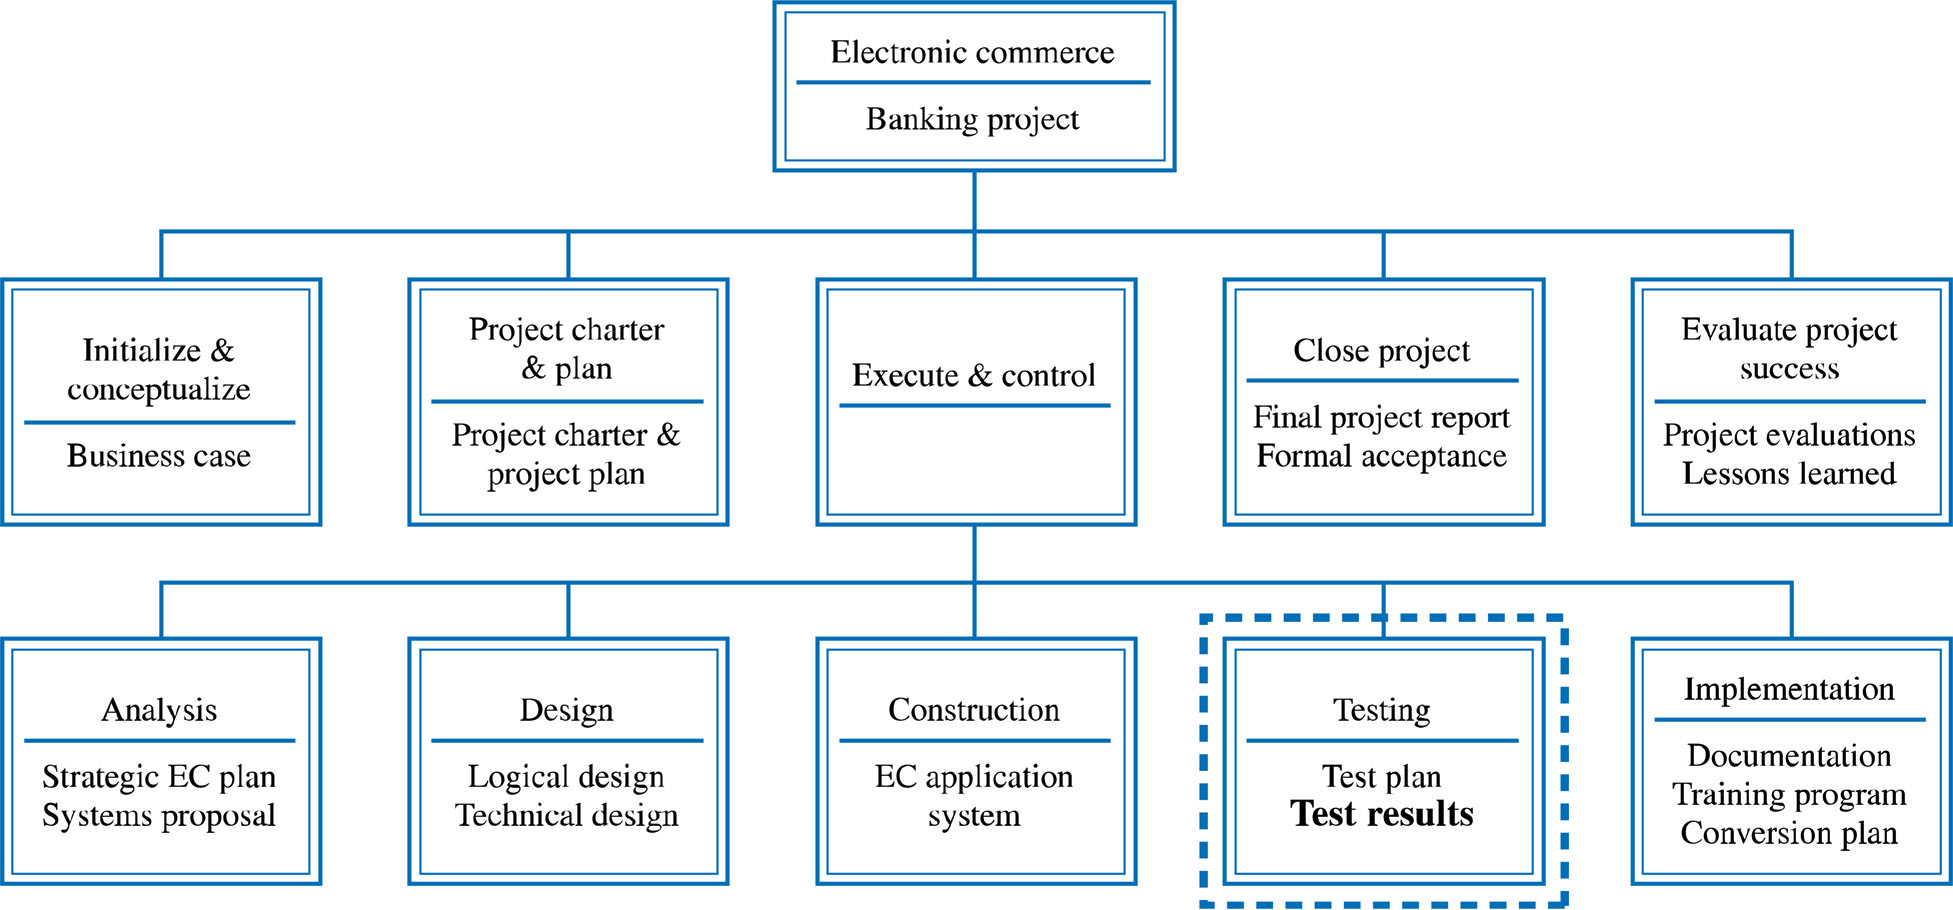 Electronic commerce
Banking project
Initialize &
conceptualize
Business case
Project charter
& plan
Project charter &
project plan
Execute & control
Close project
Final project report
Formal acceptance
Evaluate project
success
Project evaluations
Lessons learned
Analysis
Strategic EC plan
Systems proposal
Design
Logical design
Technical design
Construction
EC application
system
Testing
Test plan
Test results
Implementation
Documentation
Training program
Conversion plan